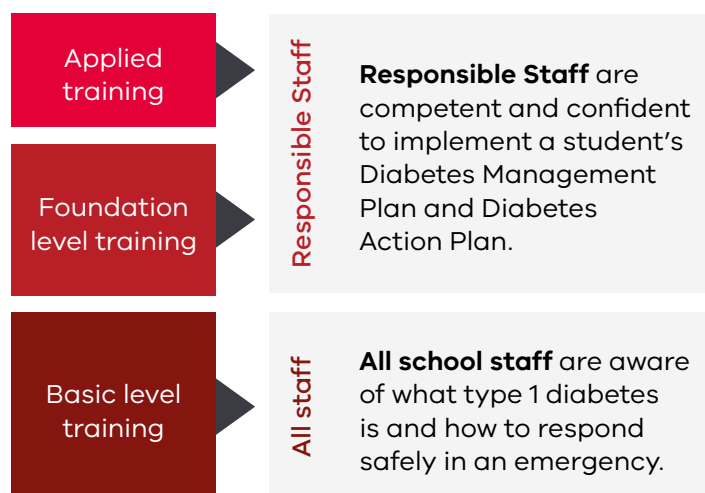 Applied
training
Responsible Staff
Responsible Staff are
competent and confident
to implement a student's
Diabetes Management
Plan and Diabetes
Action Plan.
Foundation
level training
Basic level
training
All staff
All school staff are aware
of what type 1 diabetes
is and how to respond
safely in an emergency.